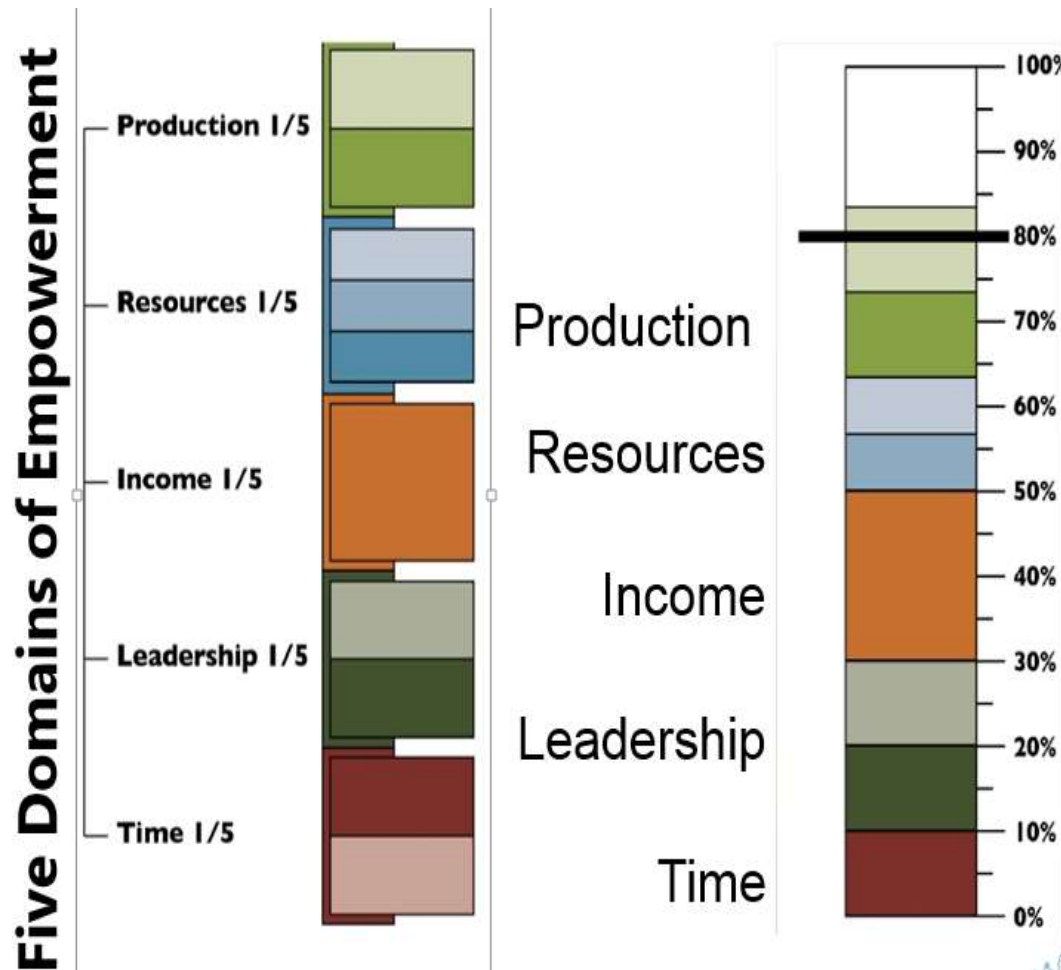 Five Domains of Empowerment
Production 1/5
Resources 1/5
Income 1/5
Leadership 1/5
Time 1/5
Production
Resources
Income
Leadership
Time
100%
90%
80%
70%
60%
50%
40%
30%
20%
10%
0%